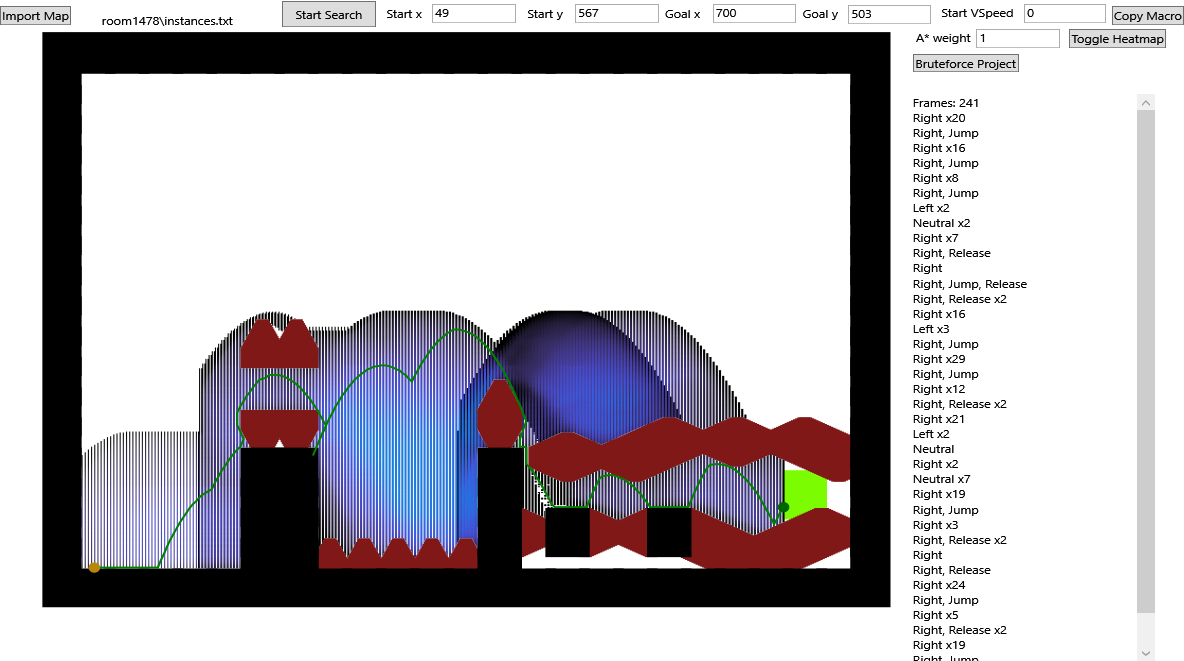 Import Map room1478\instances.txt Start Search Start x 49 Start y 567 Goal x 700 Goal y 503 Start VSpeed 0 Copy Macro
A* weight 1 Toggle Heatmap
Bruteforce Project
Frames: 241
Right x20
Right, Jump
Right x16
Right, Jump
Right x8
Right, Jump
Left x2
Neutral x2
Right x7
Right, Release
Right
Right, Jump, Release
Right, Release x2
Right x16
Left x3
Right, Jump
Right x29
Right, Jump
Right x12
Right, Release x2
Right x21
Left x2
Neutral
Right x2
Neutral x7
Right x19
Right, Jump
Right x3
Right, Release x2
Right
Right, Release
Right x24
Right, Jump
Right x5
Right, Release x2
Right x19
Right, Jump